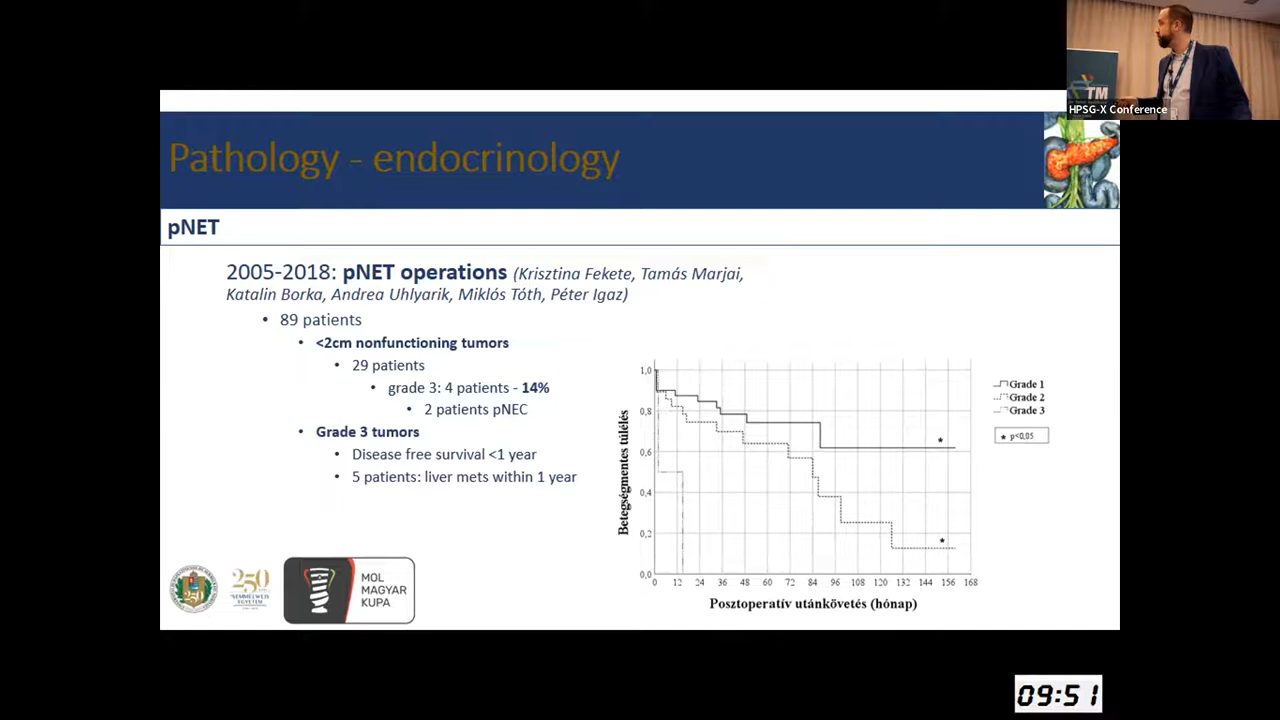 TM
HPSG-X Conference
Pathology - endocrinology
pNET
2005-2018: pNET operations (Krisztina Fekete, Tamás Marjai,
Katalin Borka, Andrea Uhlyarik, Miklós Tóth, Péter Igaz)
• 89 patients
• <2cm nonfunctioning tumors
• 29 patients
• grade 3: 4 patients - 14%
• 2 patients pNEC
• Grade 3 tumors
• Disease free survival <1 year
• 5 patients: liver mets within 1 year
Betegségmentes túlélés
1,0
0,8
0,6
0,4
0,2
0,0
0 12 24 36 48 60 72 84 96 108 120 132 144 156 168
Posztoperatív utánkövetés (hónap)
Grade 1
Grade 2
Grade 3
* p<0,05
*
*
250
SEMMELWEIS
EGYETEM
MOL
MAGYAR
KUPA
09:51